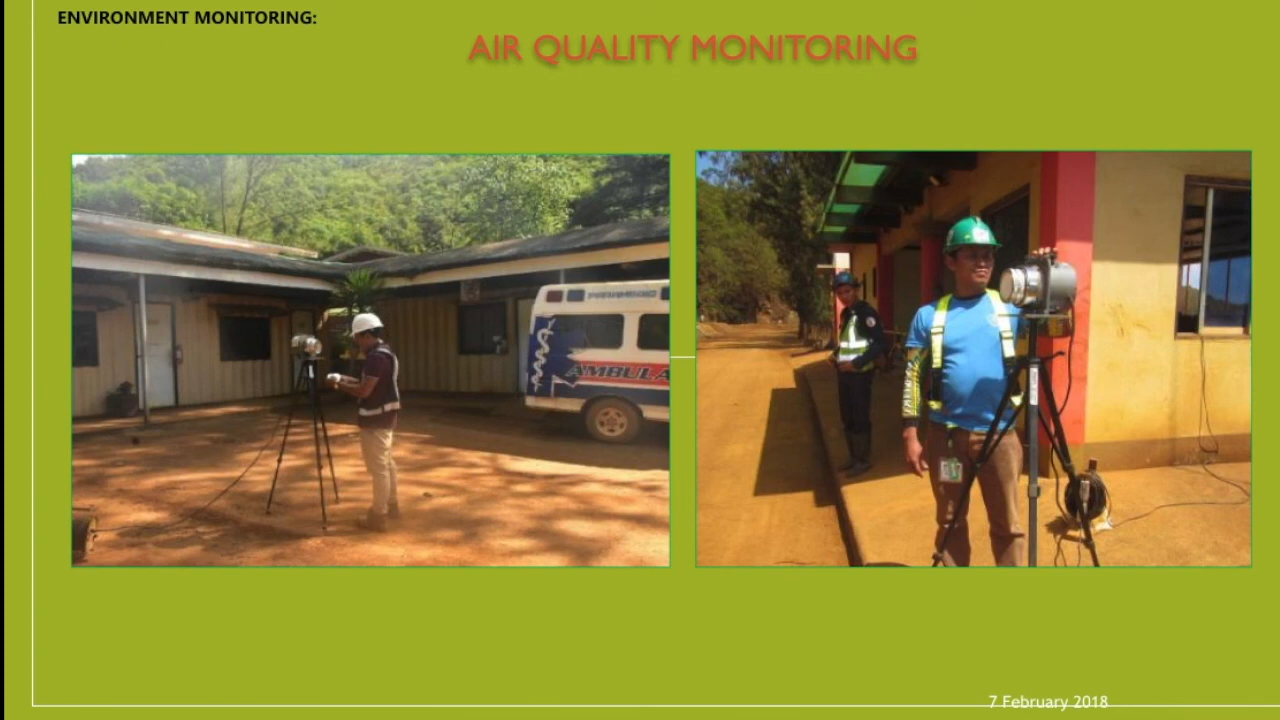 ENVIRONMENT MONITORING:
AIR QUALITY MONITORING
AMBULA
7 February 2018